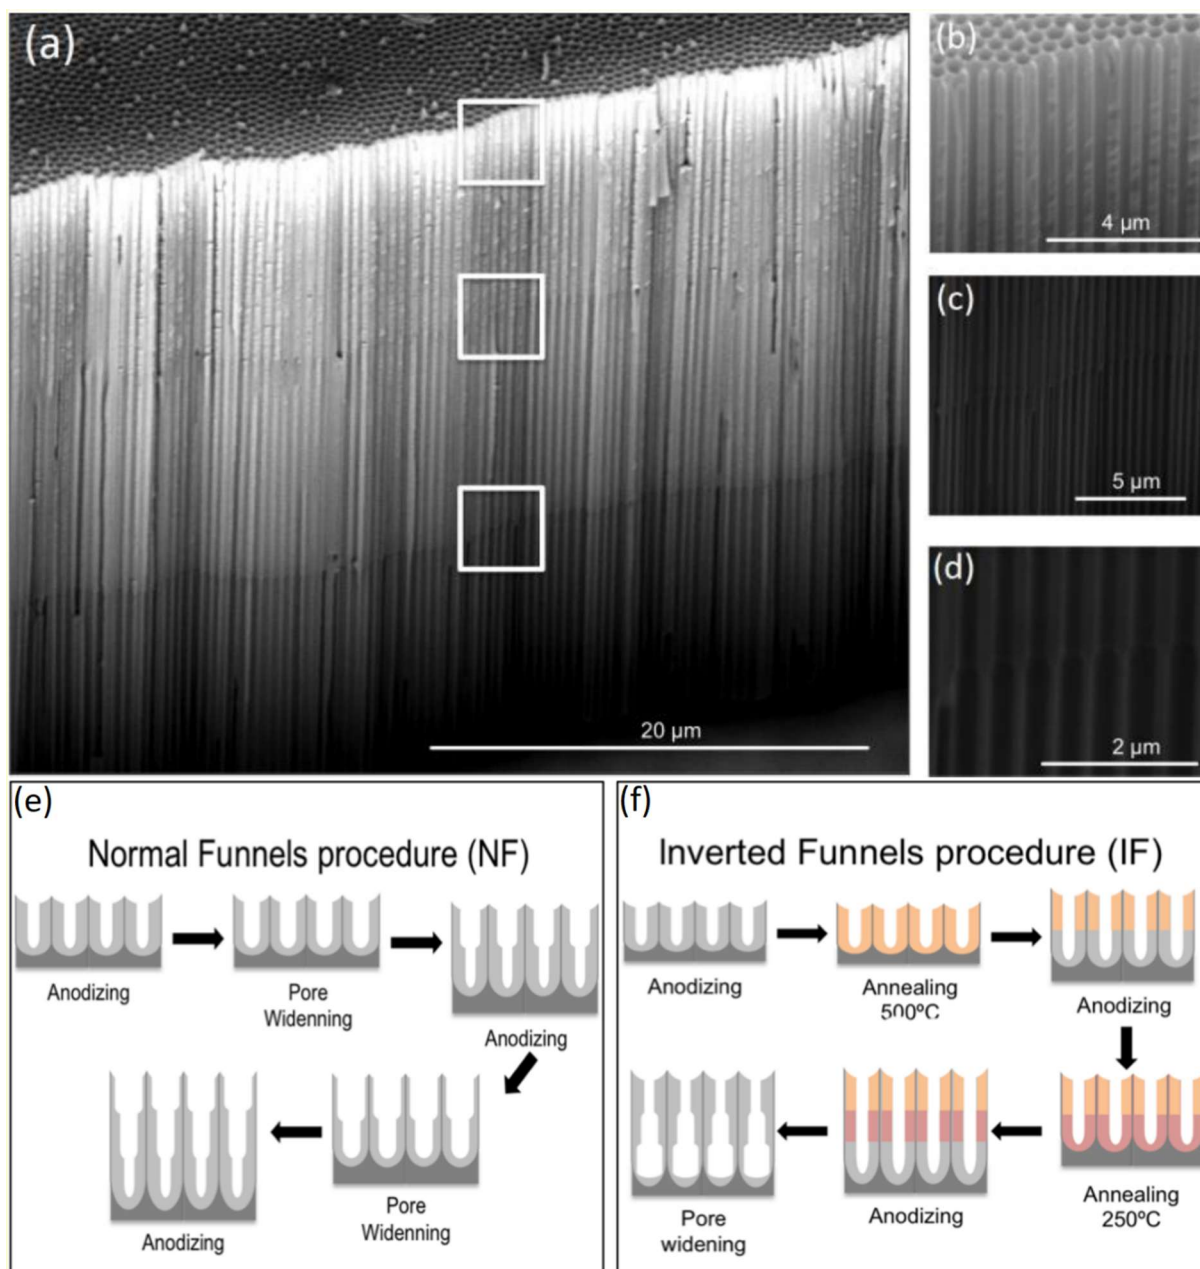 (a)
20 µm
(b)
4 µm
(c)
5 µm
(d)
2 µm
(e)
Normal Funnels procedure (NF)
Anodizing
Pore
Widenning
Anodizing
Anodizing
Pore
Widenning
(f)
Inverted Funnels procedure (IF)
Anodizing
Annealing
500ºC
Anodizing
Pore
widening
Anodizing
Annealing
250ºC